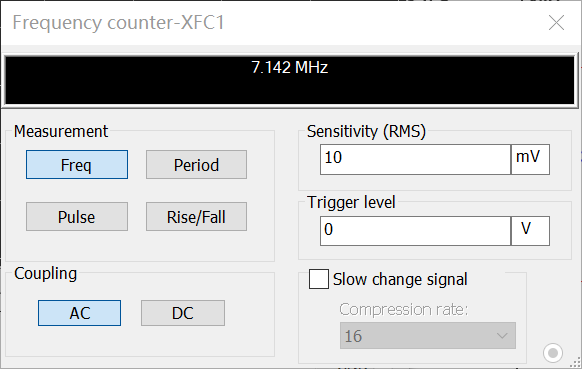 Frequency counter-XFC1
7.142 MHz
Measurement
Freq
Period
Pulse
Rise/Fall
Coupling
AC
DC
Sensitivity (RMS)
10
mV
Trigger level
0
V
Slow change signal
Compression rate:
16